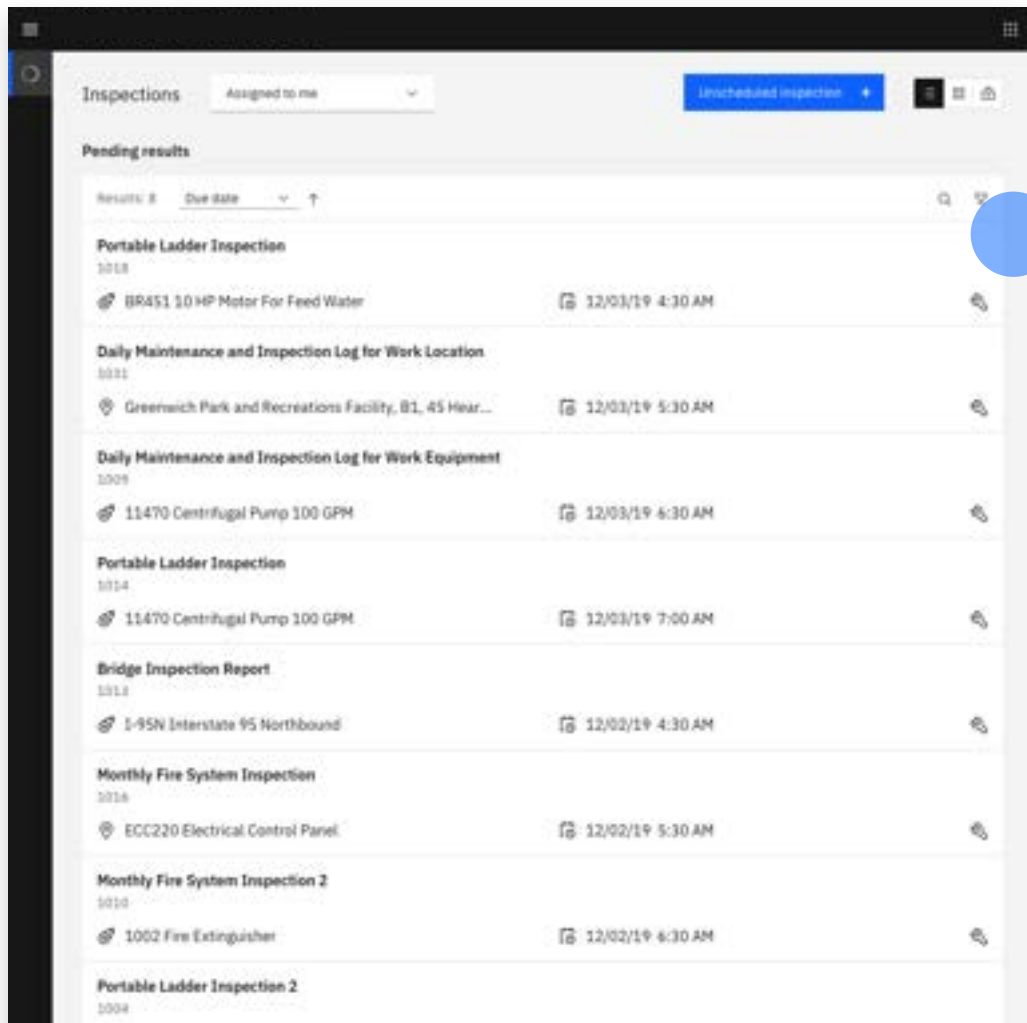 Inspections
Assigned to me
Unscheduled inspection +
Pending results
Results: 8
Due date
Portable Ladder Inspection
1018
BR451 10 HP Motor For Feed Water
12/03/19 4:30 AM
Daily Maintenance and Inspection Log for Work Location
1031
Greenwich Park and Recreations Facility, B1, 45 Hear...
12/03/19 5:30 AM
Daily Maintenance and Inspection Log for Work Equipment
1009
11470 Centrifugal Pump 100 GPM
12/03/19 6:30 AM
Portable Ladder Inspection
1014
11470 Centrifugal Pump 100 GPM
12/03/19 7:00 AM
Bridge Inspection Report
I-95N Interstate 95 Northbound
12/02/19 4:30 AM
Monthly Fire System Inspection
1016
ECC220 Electrical Control Panel
12/02/19 5:30 AM
Monthly Fire System Inspection 2
1010
1002 Fire Extinguisher
12/02/19 6:30 AM
Portable Ladder Inspection 2
1004